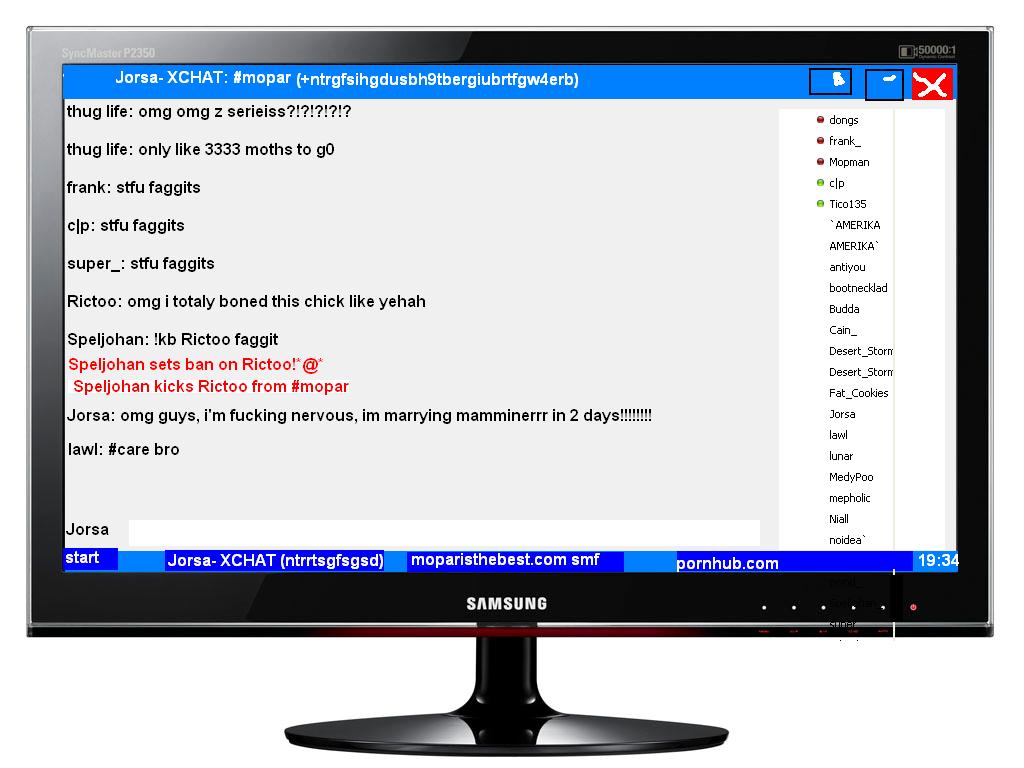 SyncMaster P2350
50000:1
Dynamic Contrast
Jorsa- XCHAT: #mopar (+ntrgfsihgdusbh9tbergiubrtfgw4erb)
thug life: omg omg z serieiss?!?!?!?!?
thug life: only like 3333 moths to g0
frank: stfu faggits
c|p: stfu faggits
super_: stfu faggits
Rictoo: omg i totaly boned this chick like yehah
Speljohan: !kb Rictoo faggit
Speljohan sets ban on Rictoo!*@*
Speljohan kicks Rictoo from #mopar
Jorsa: omg guys, i'm fucking nervous, im marrying mamminerrr in 2 days!!!!!!!!
lawl: #care bro
dongs
frank_
Mopman
c|p
Tico135
`AMERIKA
AMERIKA`
antiyou
bootnecklad
Budda
Cain_
Desert_Storm
Desert_Storm
Fat_Cookies
Jorsa
lawl
lunar
MedyPoo
mepholic
Niall
noidea`
Jorsa
start
Jorsa- XCHAT (ntrrtsgfsgsd)
moparisthebest.com smf
pornhub.com
19:34
SAMSUNG
super_